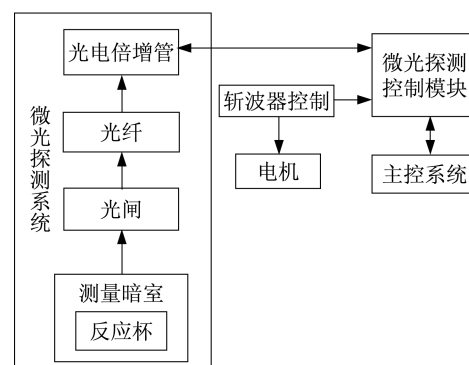 微光探测系统
光电倍增管
光纤
光闸
测量暗室
反应杯
斩波器控制
电机
微光探测
控制模块
主控系统